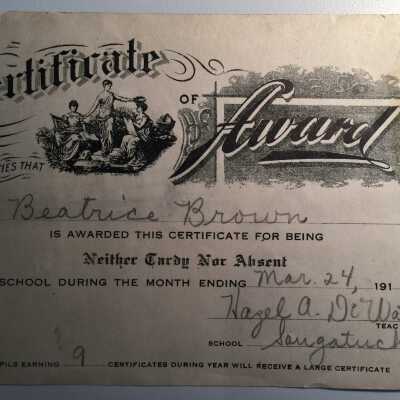 ertificate
OF Award
IES THAT
Beatrice Brown
IS AWARDED THIS CERTIFICATE FOR BEING
Neither Tardy Nor Absent
SCHOOL DURING THE MONTH ENDING Mar. 24, 191
Hazel A. DeWa
TEAC
SCHOOL Saugatuck
PILS EARNING 9 CERTIFICATES DURING YEAR WILL RECEIVE A LARGE CERTIFICATE